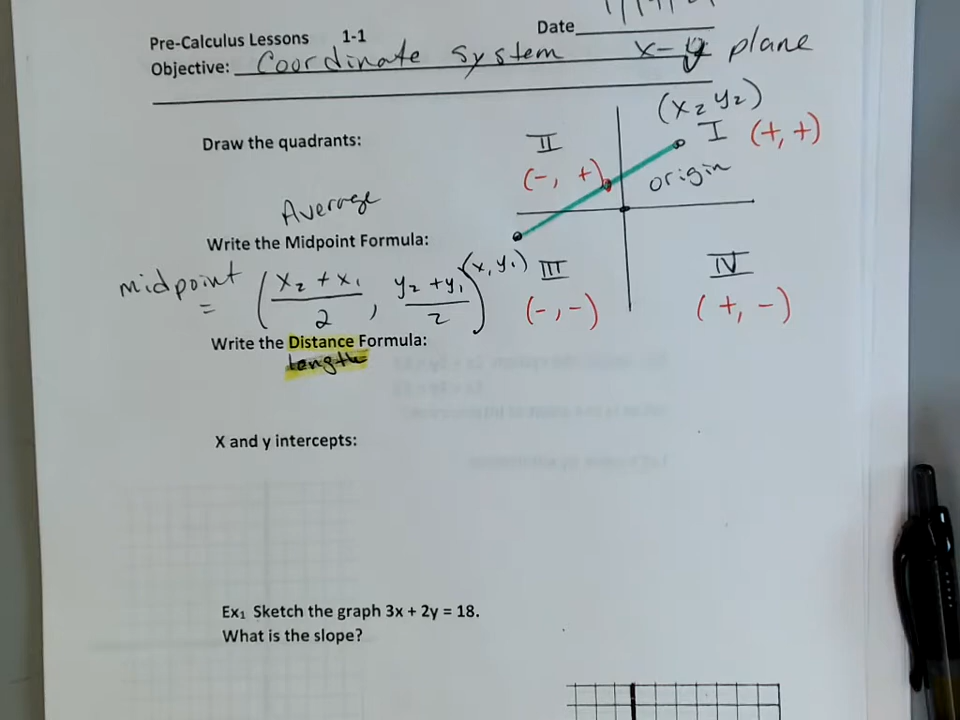 Pre-Calculus Lessons 1-1 Date
Objective: Coordinate system x-y plane
(x₂ y₂)
Draw the quadrants:
II I (+, +)
(-, +) origin
Average
Write the Midpoint Formula:
(x, y₁) III IV
midpoint = (x₂ + x₁ / 2, y₂ + y₁ / 2) (-, -) (+, -)
Write the Distance Formula:
length
X and y intercepts:
Ex₁ Sketch the graph 3x + 2y = 18.
What is the slope?